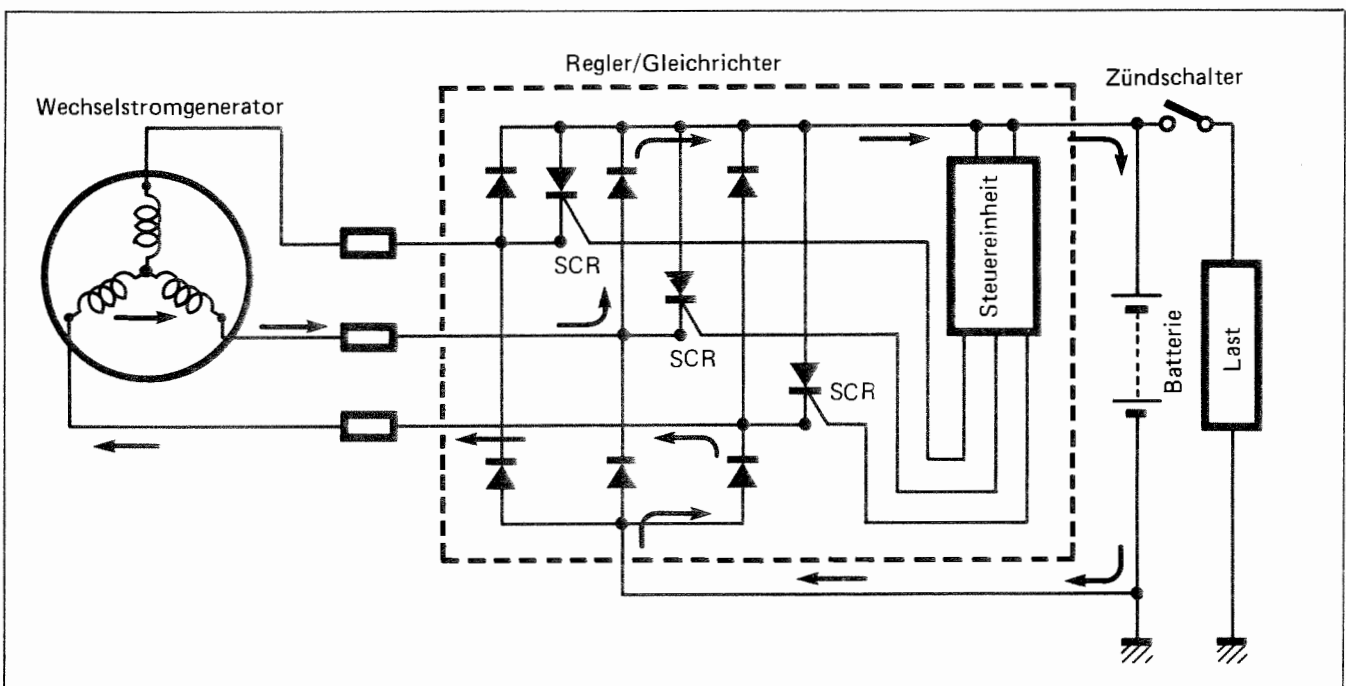 Regler/Gleichrichter
Zündschalter
Wechselstromgenerator
SCR
SCR
SCR
Steuereinheit
Batterie
Last